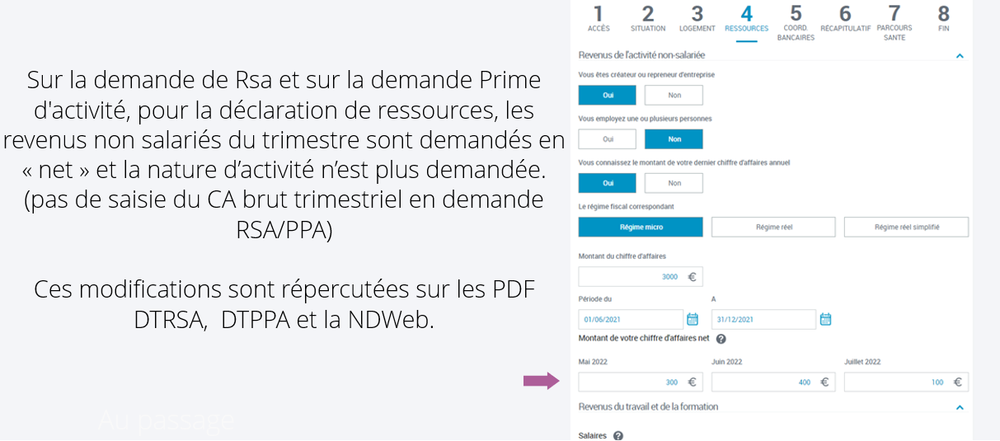 Sur la demande de Rsa et sur la demande Prime
d'activité, pour la déclaration de ressources, les
revenus non salariés du trimestre sont demandés en
« net » et la nature d’activité n’est plus demandée.
(pas de saisie du CA brut trimestriel en demande
RSA/PPA)
Ces modifications sont répercutées sur les PDF
DTRSA, DTPPA et la NDWeb.
Au passage
1 2 3 4 5 6 7 8
ACCÈS SITUATION LOGEMENT RESSOURCES COORD. RÉCAPITULATIF PARCOURS FIN
BANCAIRES SANTE
Revenus de l'activité non-salariée
Vous êtes créateur ou repreneur d'entreprise
Oui Non
Vous employez une ou plusieurs personnes
Oui Non
Vous connaissez le montant de votre dernier chiffre d'affaires annuel
Oui Non
Le régime fiscal correspondant
Régime micro Régime réel Régime réel simplifié
Montant du chiffre d'affaires
3000 €
Période du A
01/06/2021 31/12/2021
Montant de votre chiffre d'affaires net ?
Mai 2022 Juin 2022 Juillet 2022
300 € 400 € 100 €
Revenus du travail et de la formation
Salaires ?